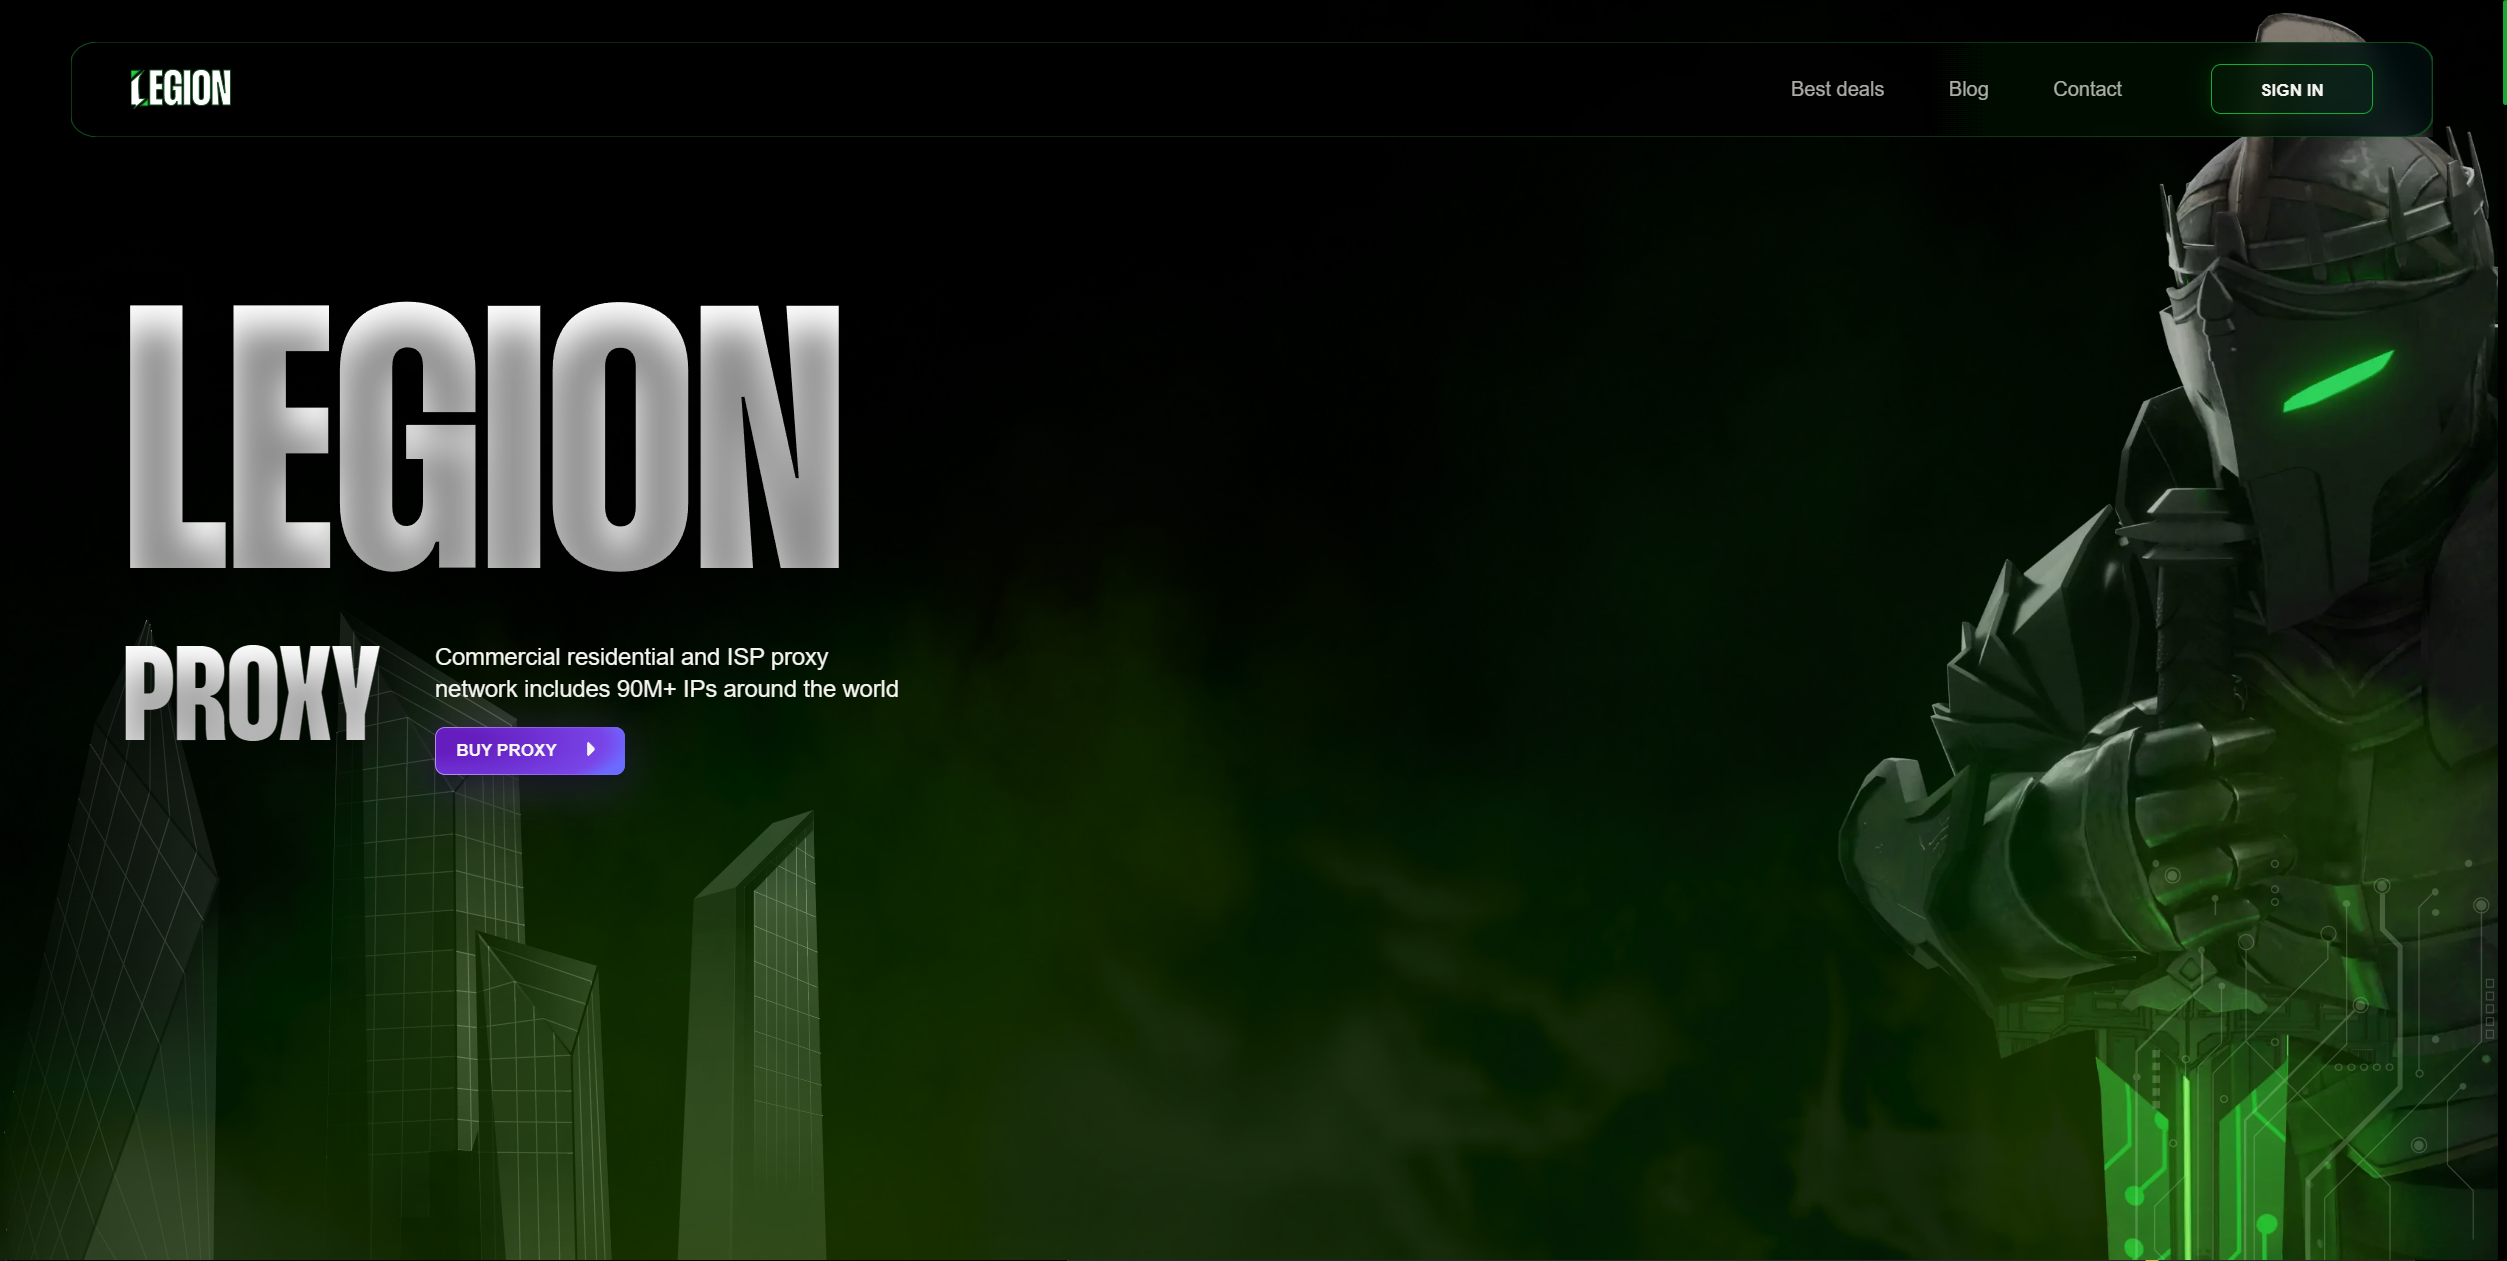 LEGION
Best deals
Blog
Contact
SIGN IN
LEGION
PROXY
Commercial residential and ISP proxy
network includes 90M+ IPs around the world
BUY PROXY